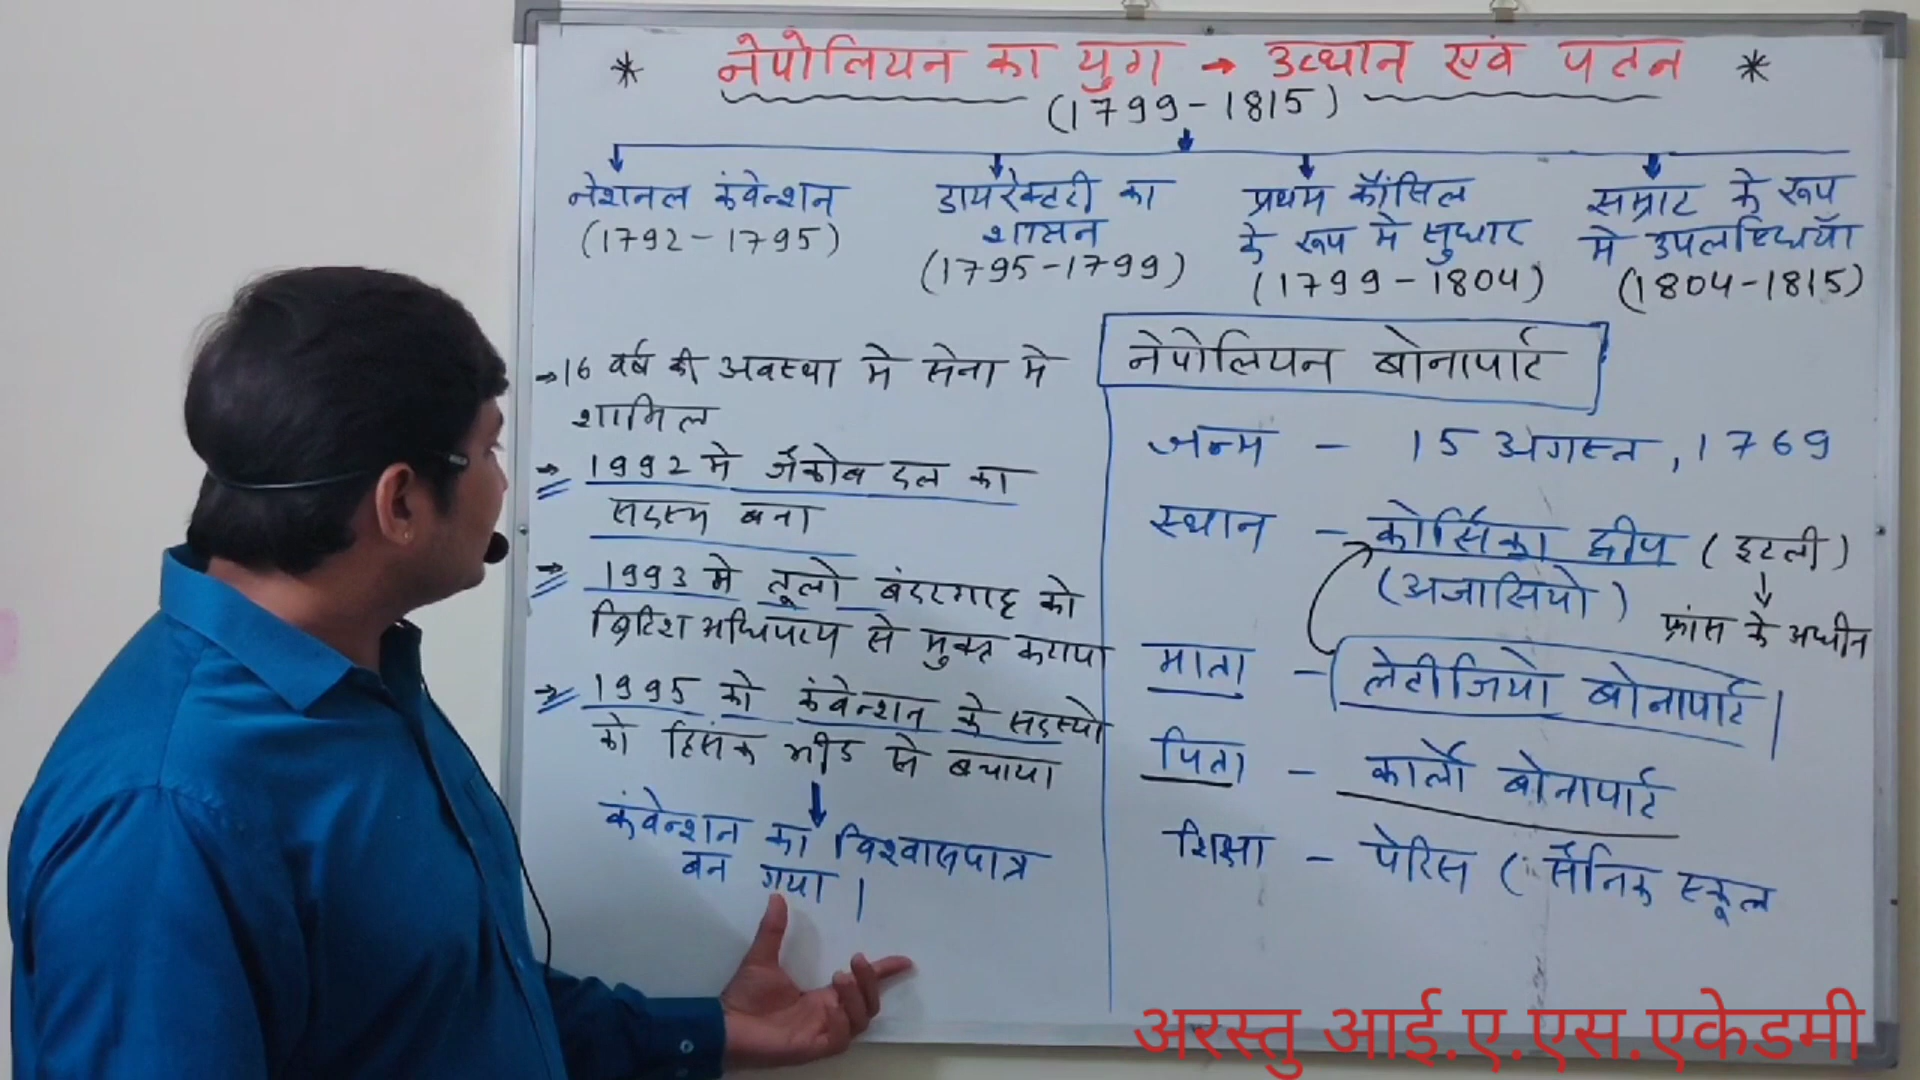 * नेपोलियन का युग → उत्थान एवं पतन *
(1799-1815)
नेशनल कंवेन्शन
(1792-1795)
डायरेक्टरी का
शासन
(1795-1799)
प्रथम कौंसिल
के रूप मे सुधार
(1799-1804)
सम्राट के रूप
मे उपलब्धियाँ
(1804-1815)
→16 वर्ष की अवस्था मे सेना मे
शामिल
→ 1992 मे जैकोब दल का
सदस्य बना
→ 1993 मे तूलो बंदरगाह को
ब्रिटिश अधिपत्य से मुक्त कराया
→ 1995 को कंवेन्शन के सदस्यो
को हिसंक भीड से बचाया
↓
कंवेन्शन का विश्वासपात्र
बन गया |
नेपोलियन बोनापार्ट
जन्म - 15 अगस्त, 1769
स्थान - कोर्सिका द्वीप (इटली)
(अजासियो)
↓
फ्रांस के अधीन
माता - लेटीजियो बोनापार्ट |
पिता - कार्लो बोनापार्ट
शिक्षा - पेरिस ( सैनिक स्कूल
अरस्तु आई.ए.एस.एकेडमी